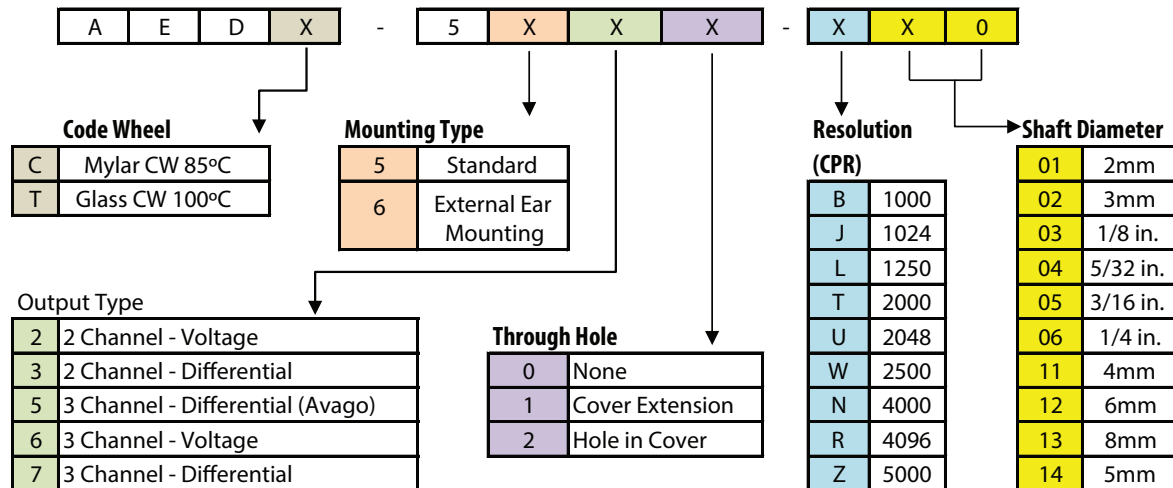 A E D X - 5 X X X - X X 0
Code Wheel
C Mylar CW 85ºC
T Glass CW 100ºC
Mounting Type
5 Standard
6 External Ear
Mounting
Output Type
2 2 Channel - Voltage
3 2 Channel - Differential
5 3 Channel - Differential (Avago)
6 3 Channel - Voltage
7 3 Channel - Differential
Through Hole
0 None
1 Cover Extension
2 Hole in Cover
Resolution
(CPR)
B 1000
J 1024
L 1250
T 2000
U 2048
W 2500
N 4000
R 4096
Z 5000
Shaft Diameter
01 2mm
02 3mm
03 1/8 in.
04 5/32 in.
05 3/16 in.
06 1/4 in.
11 4mm
12 6mm
13 8mm
14 5mm